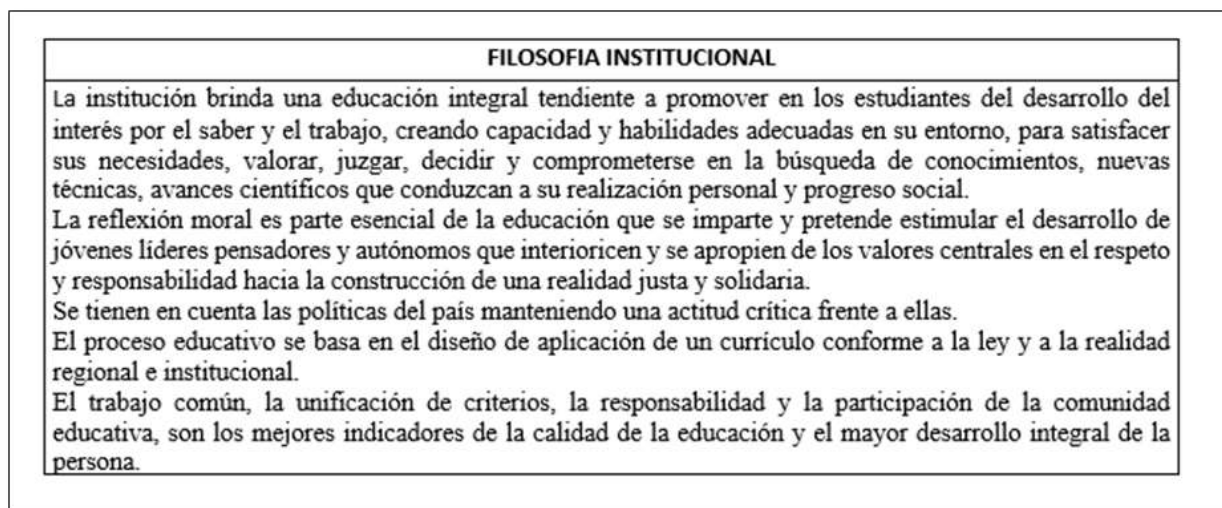 FILOSOFIA INSTITUCIONAL
La institución brinda una educación integral tendiente a promover en los estudiantes del desarrollo del
interés por el saber y el trabajo, creando capacidad y habilidades adecuadas en su entorno, para satisfacer
sus necesidades, valorar, juzgar, decidir y comprometerse en la búsqueda de conocimientos, nuevas
técnicas, avances científicos que conduzcan a su realización personal y progreso social.
La reflexión moral es parte esencial de la educación que se imparte y pretende estimular el desarrollo de
jóvenes líderes pensadores y autónomos que interioricen y se apropien de los valores centrales en el respeto
y responsabilidad hacia la construcción de una realidad justa y solidaria.
Se tienen en cuenta las políticas del país manteniendo una actitud crítica frente a ellas.
El proceso educativo se basa en el diseño de aplicación de un currículo conforme a la ley y a la realidad
regional e institucional.
El trabajo común, la unificación de criterios, la responsabilidad y la participación de la comunidad
educativa, son los mejores indicadores de la calidad de la educación y el mayor desarrollo integral de la
persona.